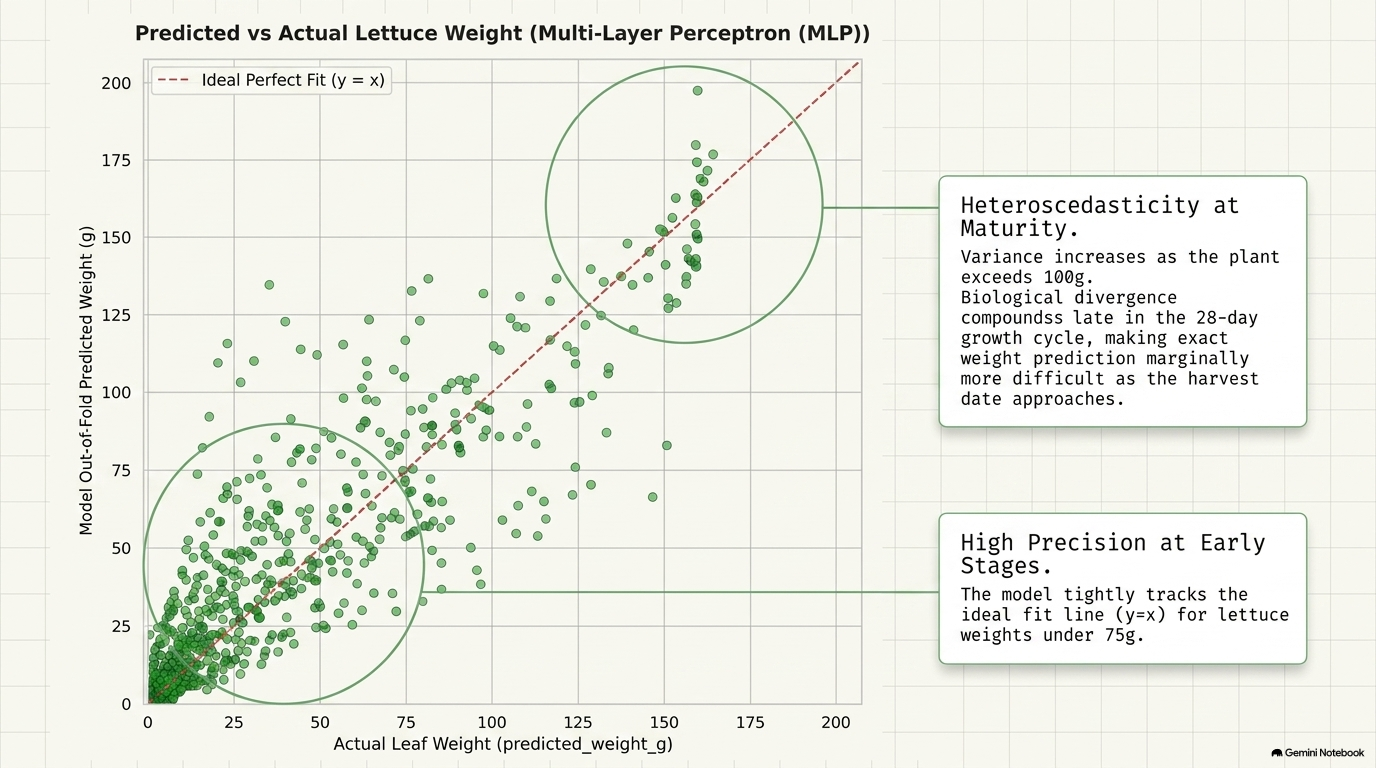 Predicted vs Actual Lettuce Weight (Multi-Layer Perceptron (MLP))
Ideal Perfect Fit (y = x)
Model Out-of-Fold Predicted Weight (g)
200
175
150
125
100
75
50
25
0
0 25 50 75 100 125 150 175 200
Actual Leaf Weight (predicted_weight_g)
Heteroscedasticity at
Maturity.
Variance increases as the plant
exceeds 100g.
Biological divergence
compoundss late in the 28-day
growth cycle, making exact
weight prediction marginally
more difficult as the harvest
date approaches.
High Precision at Early
Stages.
The model tightly tracks the
ideal fit line (y=x) for lettuce
weights under 75g.
Gemini Notebook